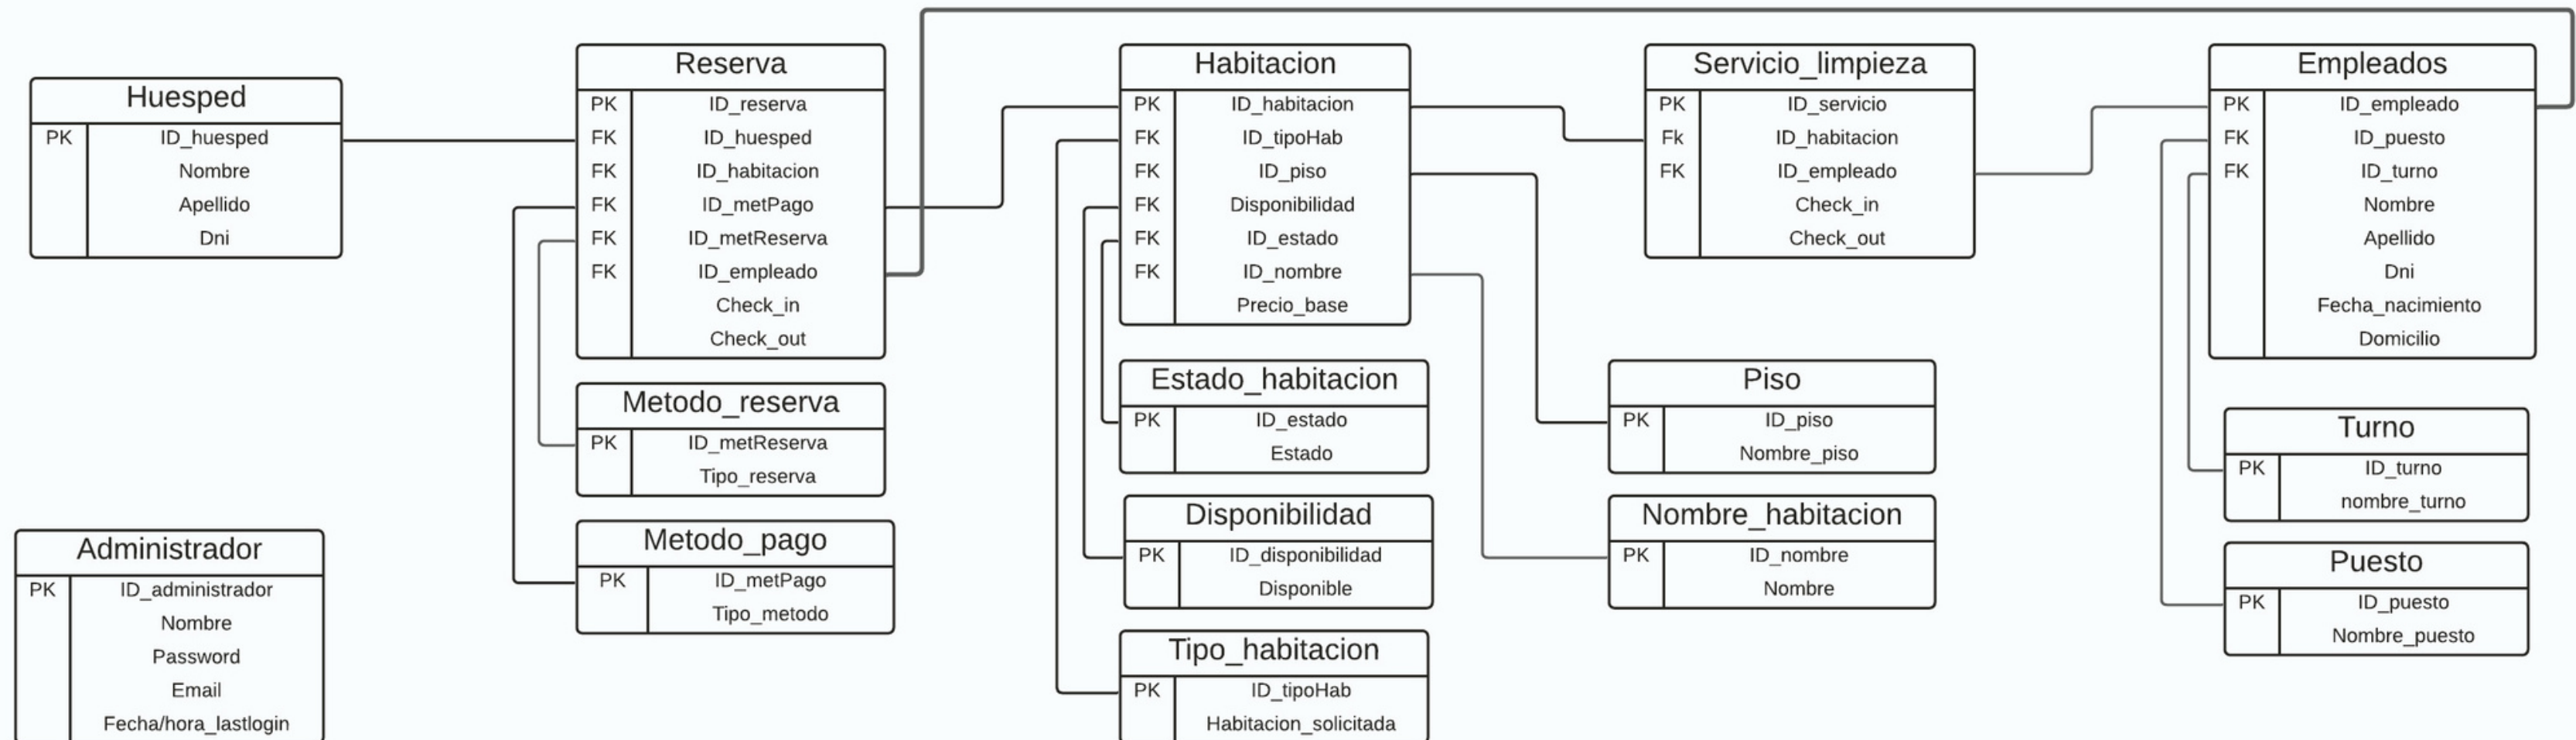 Huesped
PK ID_huesped
Nombre
Apellido
Dni
Reserva
PK ID_reserva
FK ID_huesped
FK ID_habitacion
FK ID_metPago
FK ID_metReserva
FK ID_empleado
Check_in
Check_out
Metodo_reserva
PK ID_metReserva
Tipo_reserva
Metodo_pago
PK ID_metPago
Tipo_metodo
Administrador
PK ID_administrador
Nombre
Password
Email
Fecha/hora_lastlogin
Habitacion
PK ID_habitacion
FK ID_tipoHab
FK ID_piso
FK Disponibilidad
FK ID_estado
FK ID_nombre
Precio_base
Estado_habitacion
PK ID_estado
Estado
Disponibilidad
PK ID_disponibilidad
Disponible
Tipo_habitacion
PK ID_tipoHab
Habitacion_solicitada
Servicio_limpieza
PK ID_servicio
Fk ID_habitacion
FK ID_empleado
Check_in
Check_out
Piso
PK ID_piso
Nombre_piso
Nombre_habitacion
PK ID_nombre
Nombre
Empleados
PK ID_empleado
FK ID_puesto
FK ID_turno
Nombre
Apellido
Dni
Fecha_nacimiento
Domicilio
Turno
PK ID_turno
nombre_turno
Puesto
PK ID_puesto
Nombre_puesto